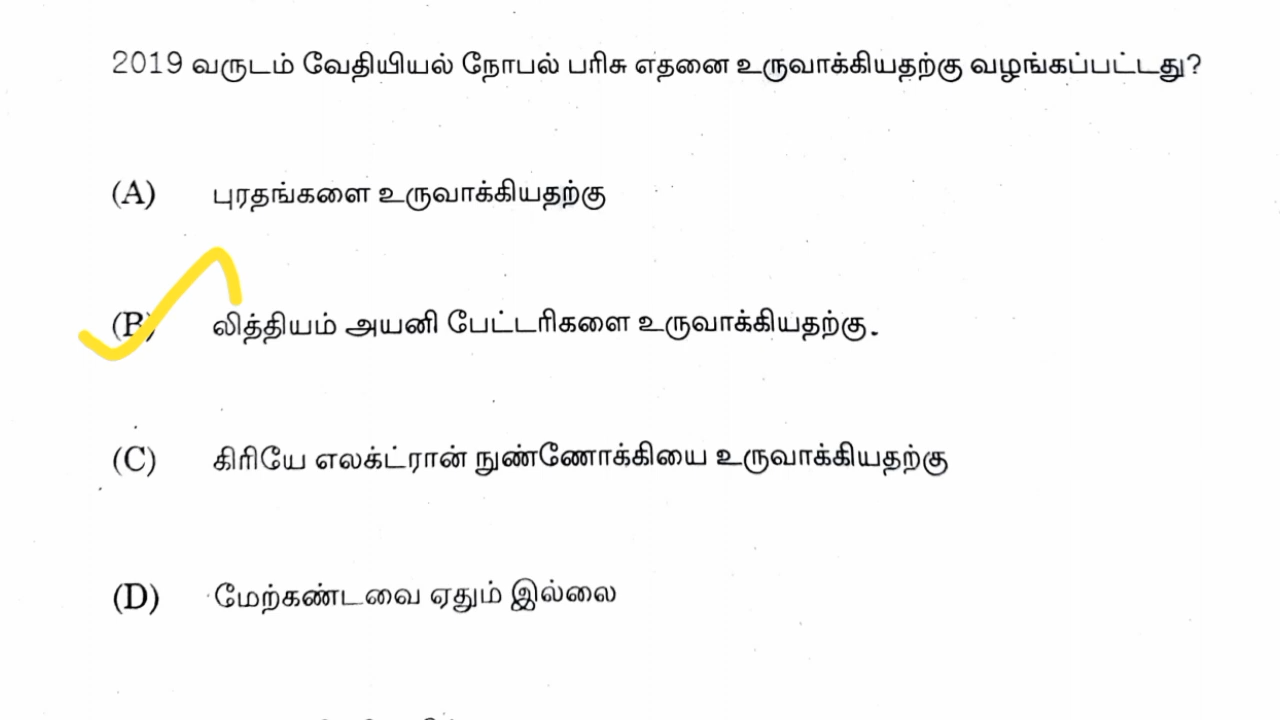 2019 வருடம் வேதியியல் நோபல் பரிசு எதனை உருவாக்கியதற்கு வழங்கப்பட்டது?
(A) புரதங்களை உருவாக்கியதற்கு
(B) லித்தியம் அயனி பேட்டரிகளை உருவாக்கியதற்கு.
(C) கிரியே எலக்ட்ரான் நுண்ணோக்கியை உருவாக்கியதற்கு
(D) மேற்கண்டவை ஏதும் இல்லை